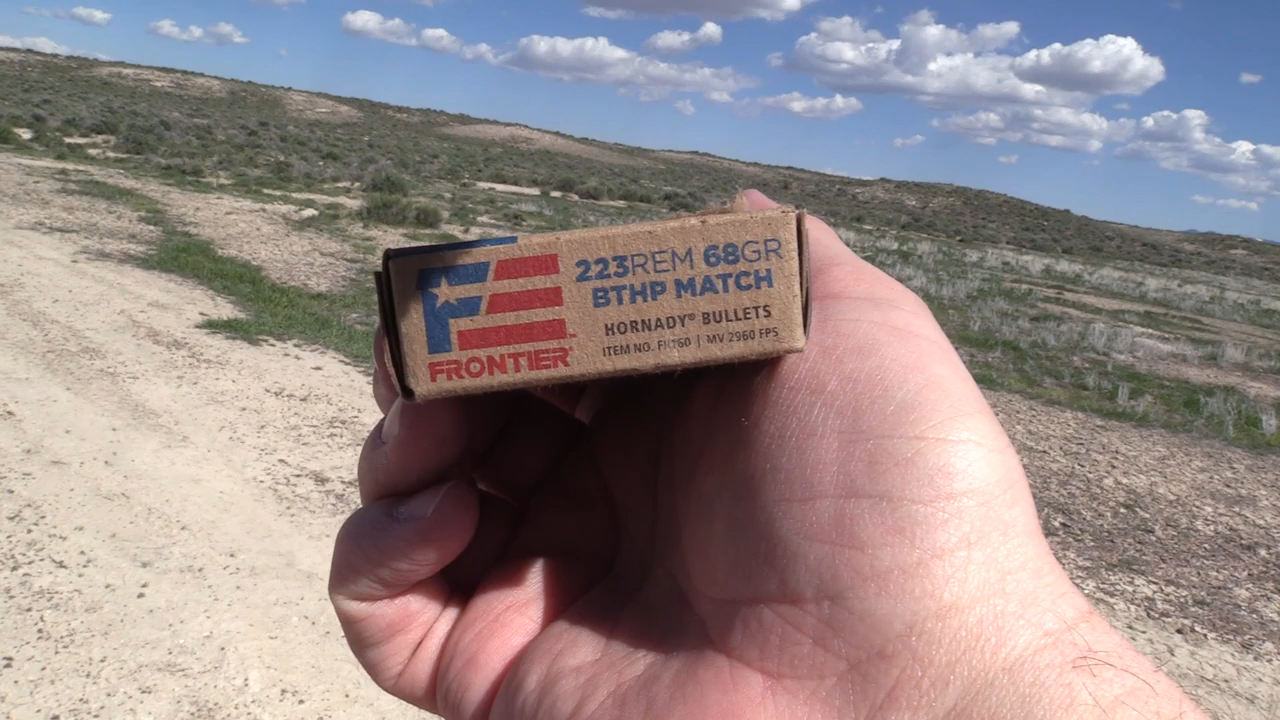 223REM 68GR
BTHP MATCH
HORNADY® BULLETS
ITEM NO. FR160 | MV 2960 FPS
FRONTIER